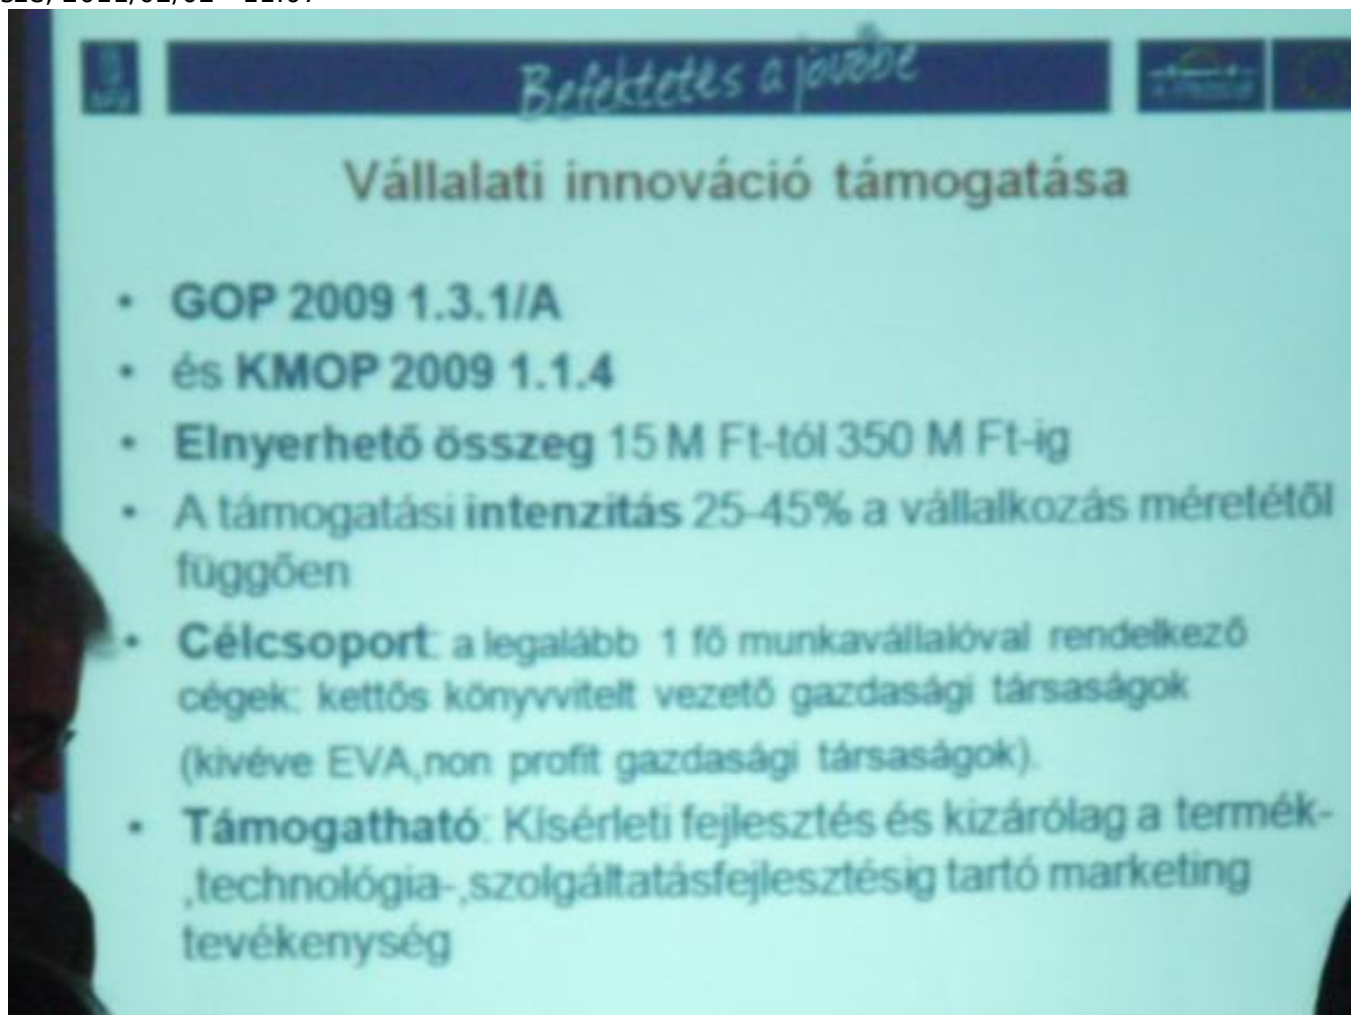 Befektetés a jövőbe
Vállalati innováció támogatása
• GOP 2009 1.3.1/A
• és KMOP 2009 1.1.4
• Elnyerhető összeg 15 M Ft-tól 350 M Ft-ig
• A támogatási intenzitás 25-45% a vállalkozás méretétől
függően
• Célcsoport: a legalább 1 fő munkavállalóval rendelkező
cégek: kettős könyvvitelt vezető gazdasági társaságok
(kivéve EVA,non profit gazdasági társaságok).
• Támogatható: Kísérleti fejlesztés és kizárólag a termék-
,technológia-,szolgáltatásfejlesztésig tartó marketing
tevékenység